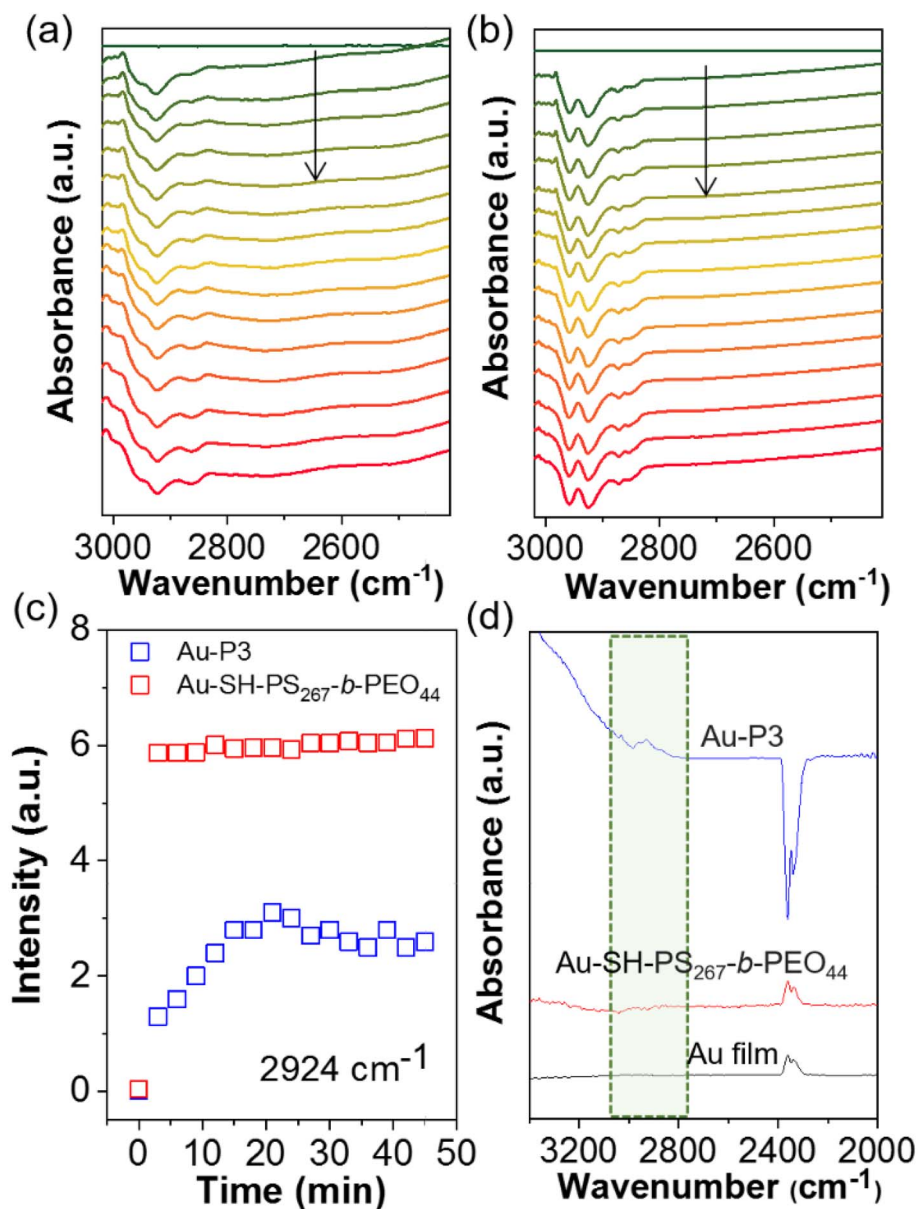 (a)
Absorbance (a.u.)
3000 2800 2600
Wavenumber (cm⁻¹)
(b)
Absorbance (a.u.)
3000 2800 2600
Wavenumber (cm⁻¹)
(c)
Intensity (a.u.)
8
6
4
2
0
Au-P3
Au-SH-PS₂₆₇-b-PEO₄₄
2924 cm⁻¹
0 10 20 30 40 50
Time (min)
(d)
Absorbance (a.u.)
Au-P3
Au-SH-PS₂₆₇-b-PEO₄₄
Au film
3200 2800 2400 2000
Wavenumber (cm⁻¹)